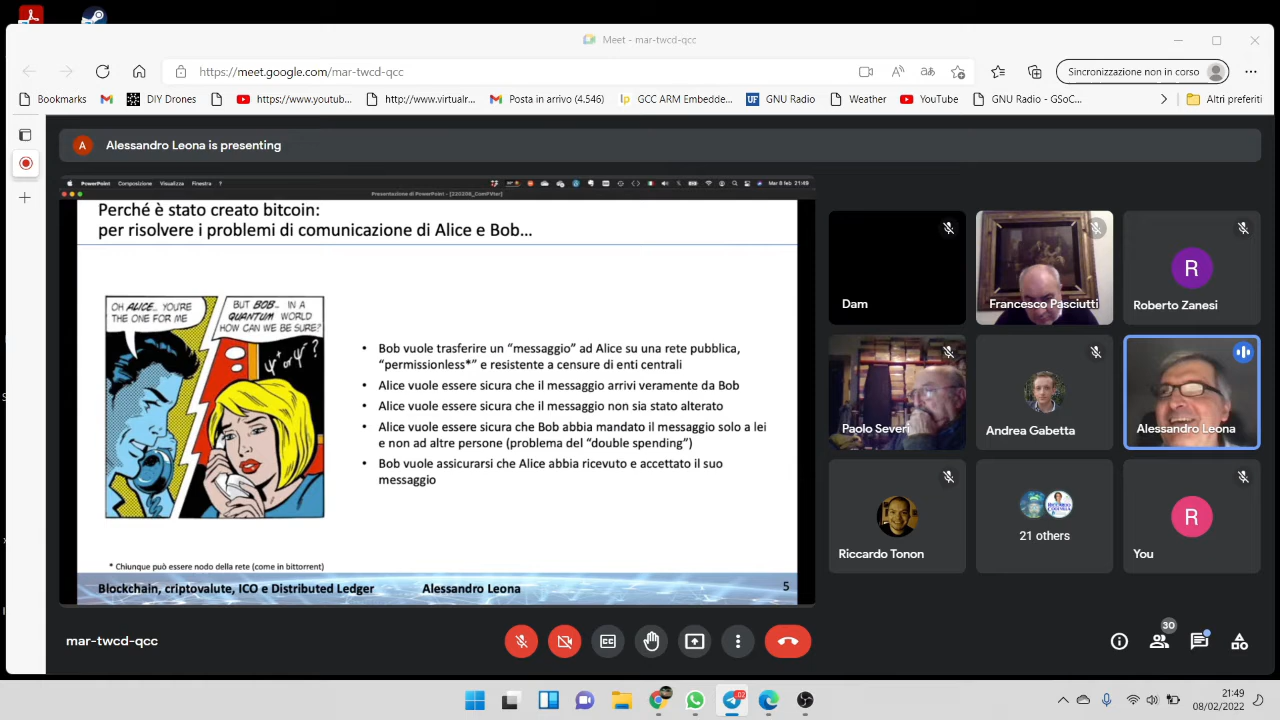 Meet - mar-twcd-qcc
https://meet.google.com/mar-twcd-qcc
Sincronizzazione non in corso
Bookmarks
DIY Drones
https://www.youtub...
http://www.virtualr...
Posta in arrivo (4.546)
GCC ARM Embedde...
GNU Radio
Weather
YouTube
GNU Radio - GSoC...
Altri preferiti
A
Alessandro Leona is presenting
PowerPoint Composizione Visualizza Finestra ?
Mar 8 feb 21:49
Perché è stato creato bitcoin:
per risolvere i problemi di comunicazione di Alice e Bob...
OH ALICE... YOU'RE
THE ONE FOR ME
BUT BOB... IN A
QUANTUM WORLD
HOW CAN WE BE SURE?
• Bob vuole trasferire un “messaggio” ad Alice su una rete pubblica,
“permissionless*” e resistente a censure di enti centrali
• Alice vuole essere sicura che il messaggio arrivi veramente da Bob
• Alice vuole essere sicura che il messaggio non sia stato alterato
• Alice vuole essere sicura che Bob abbia mandato il messaggio solo a lei
e non ad altre persone (problema del “double spending”)
• Bob vuole assicurarsi che Alice abbia ricevuto e accettato il suo
messaggio
* Chiunque può essere nodo della rete (come in bittorrent)
Blockchain, criptovalute, ICO e Distributed Ledger
Alessandro Leona
5
Dam
Francesco Pasciutti
R
Roberto Zanesi
Paolo Severi
Andrea Gabetta
Alessandro Leona
Riccardo Tonon
21 others
R
You
mar-twcd-qcc
30
21:49
08/02/2022